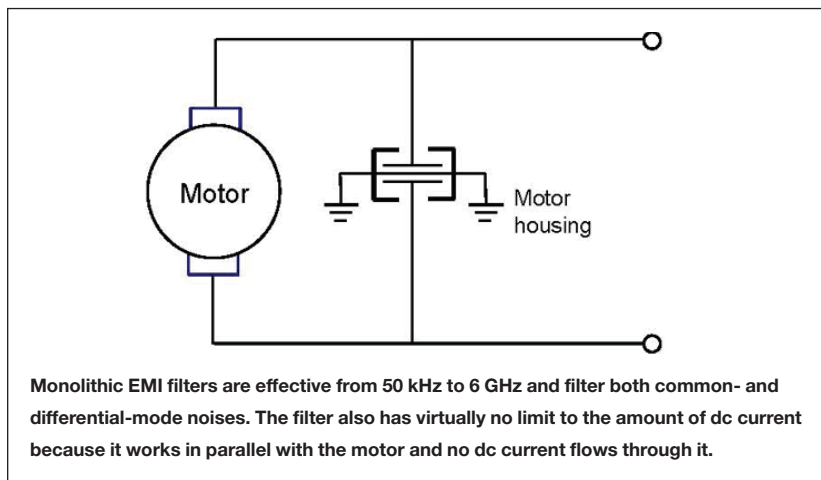 Motor
Motor
housing
Monolithic EMI filters are effective from 50 kHz to 6 GHz and filter both common- and
differential-mode noises. The filter also has virtually no limit to the amount of dc current
because it works in parallel with the motor and no dc current flows through it.